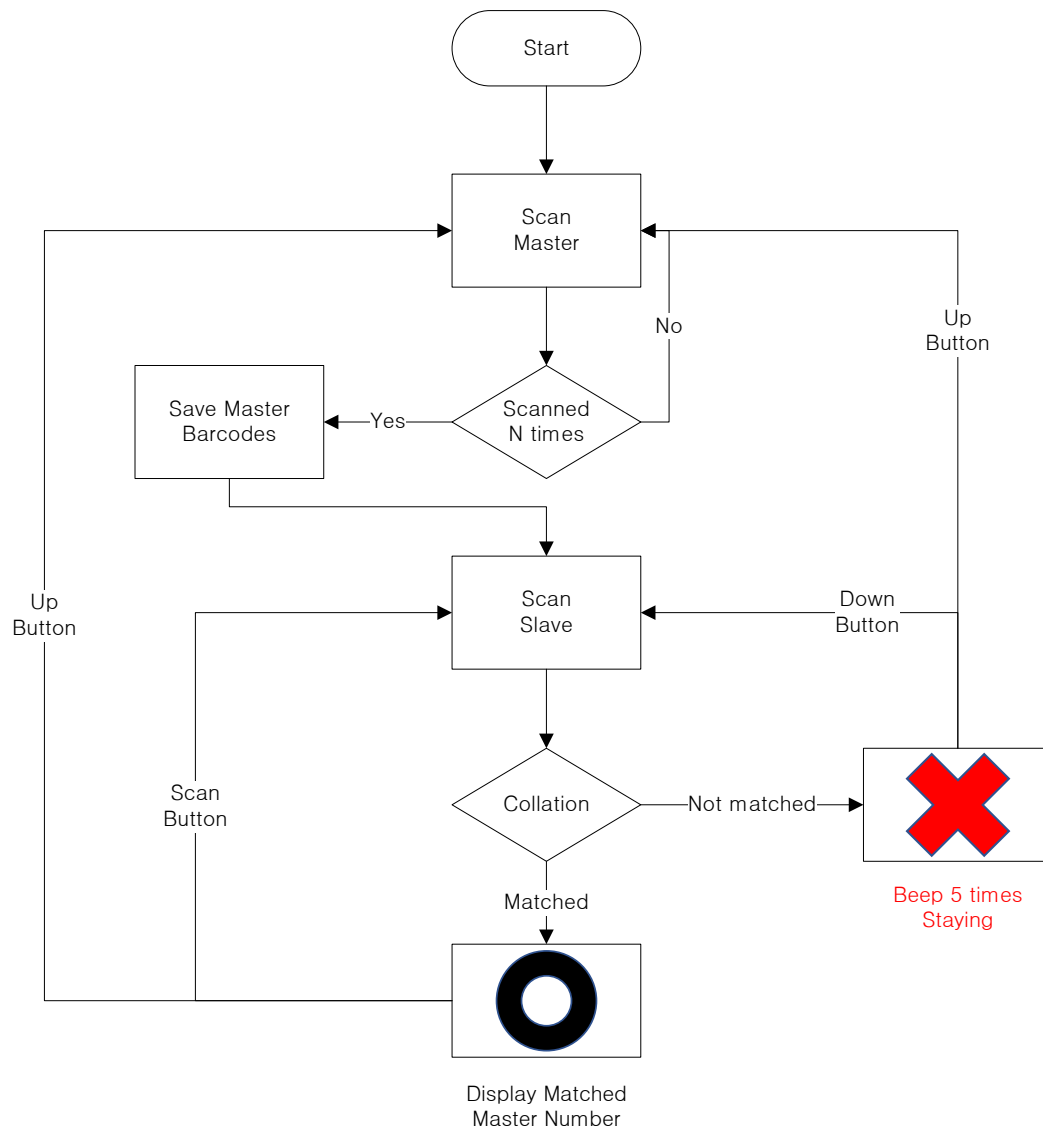 Start
Scan
Master
No
Up
Button
Scanned
N times
Yes
Save Master
Barcodes
Scan
Slave
Down
Button
Up
Button
Scan
Button
Collation
Not matched
Matched
Beep 5 times
Staying
Display Matched
Master Number